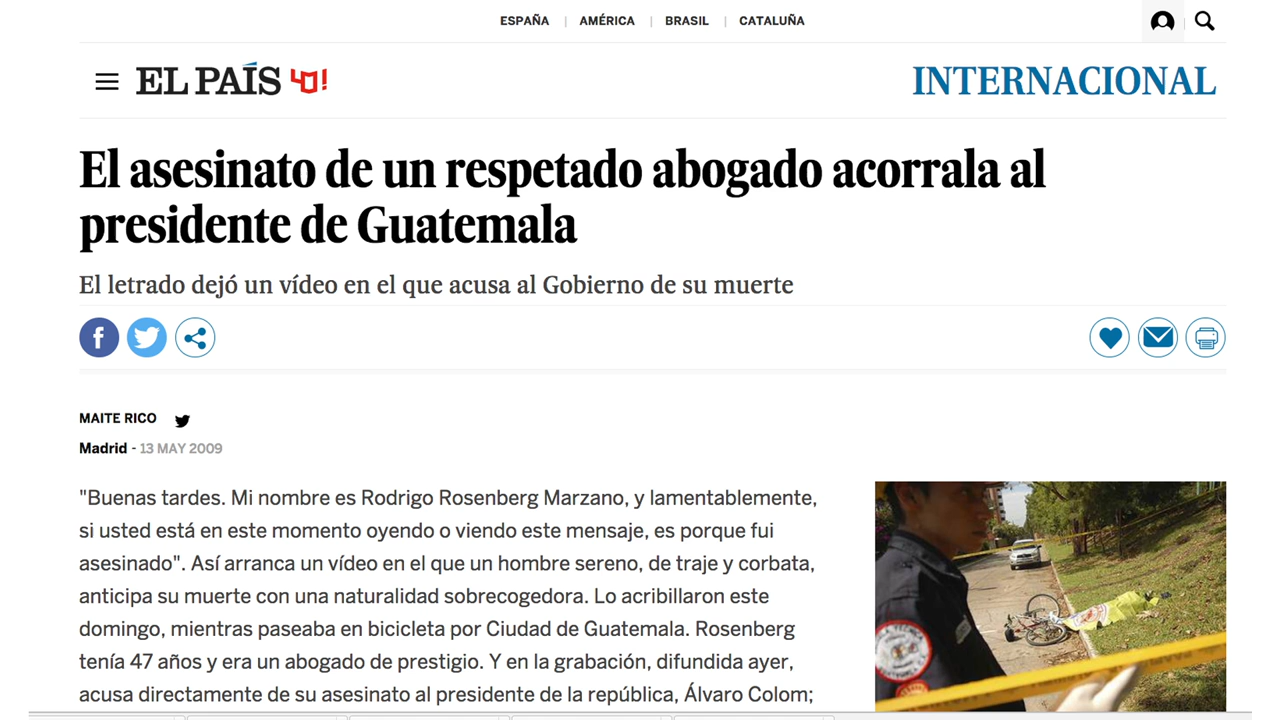 ESPAÑA | AMÉRICA | BRASIL | CATALUÑA
EL PAÍS 40!
INTERNACIONAL
El asesinato de un respetado abogado acorrala al
presidente de Guatemala
El letrado dejó un vídeo en el que acusa al Gobierno de su muerte
MAITE RICO
Madrid - 13 MAY 2009
"Buenas tardes. Mi nombre es Rodrigo Rosenberg Marzano, y lamentablemente,
si usted está en este momento oyendo o viendo este mensaje, es porque fui
asesinado". Así arranca un vídeo en el que un hombre sereno, de traje y corbata,
anticipa su muerte con una naturalidad sobrecogedora. Lo acribillaron este
domingo, mientras paseaba en bicicleta por Ciudad de Guatemala. Rosenberg
tenía 47 años y era un abogado de prestigio. Y en la grabación, difundida ayer,
acusa directamente de su asesinato al presidente de la república, Álvaro Colom;